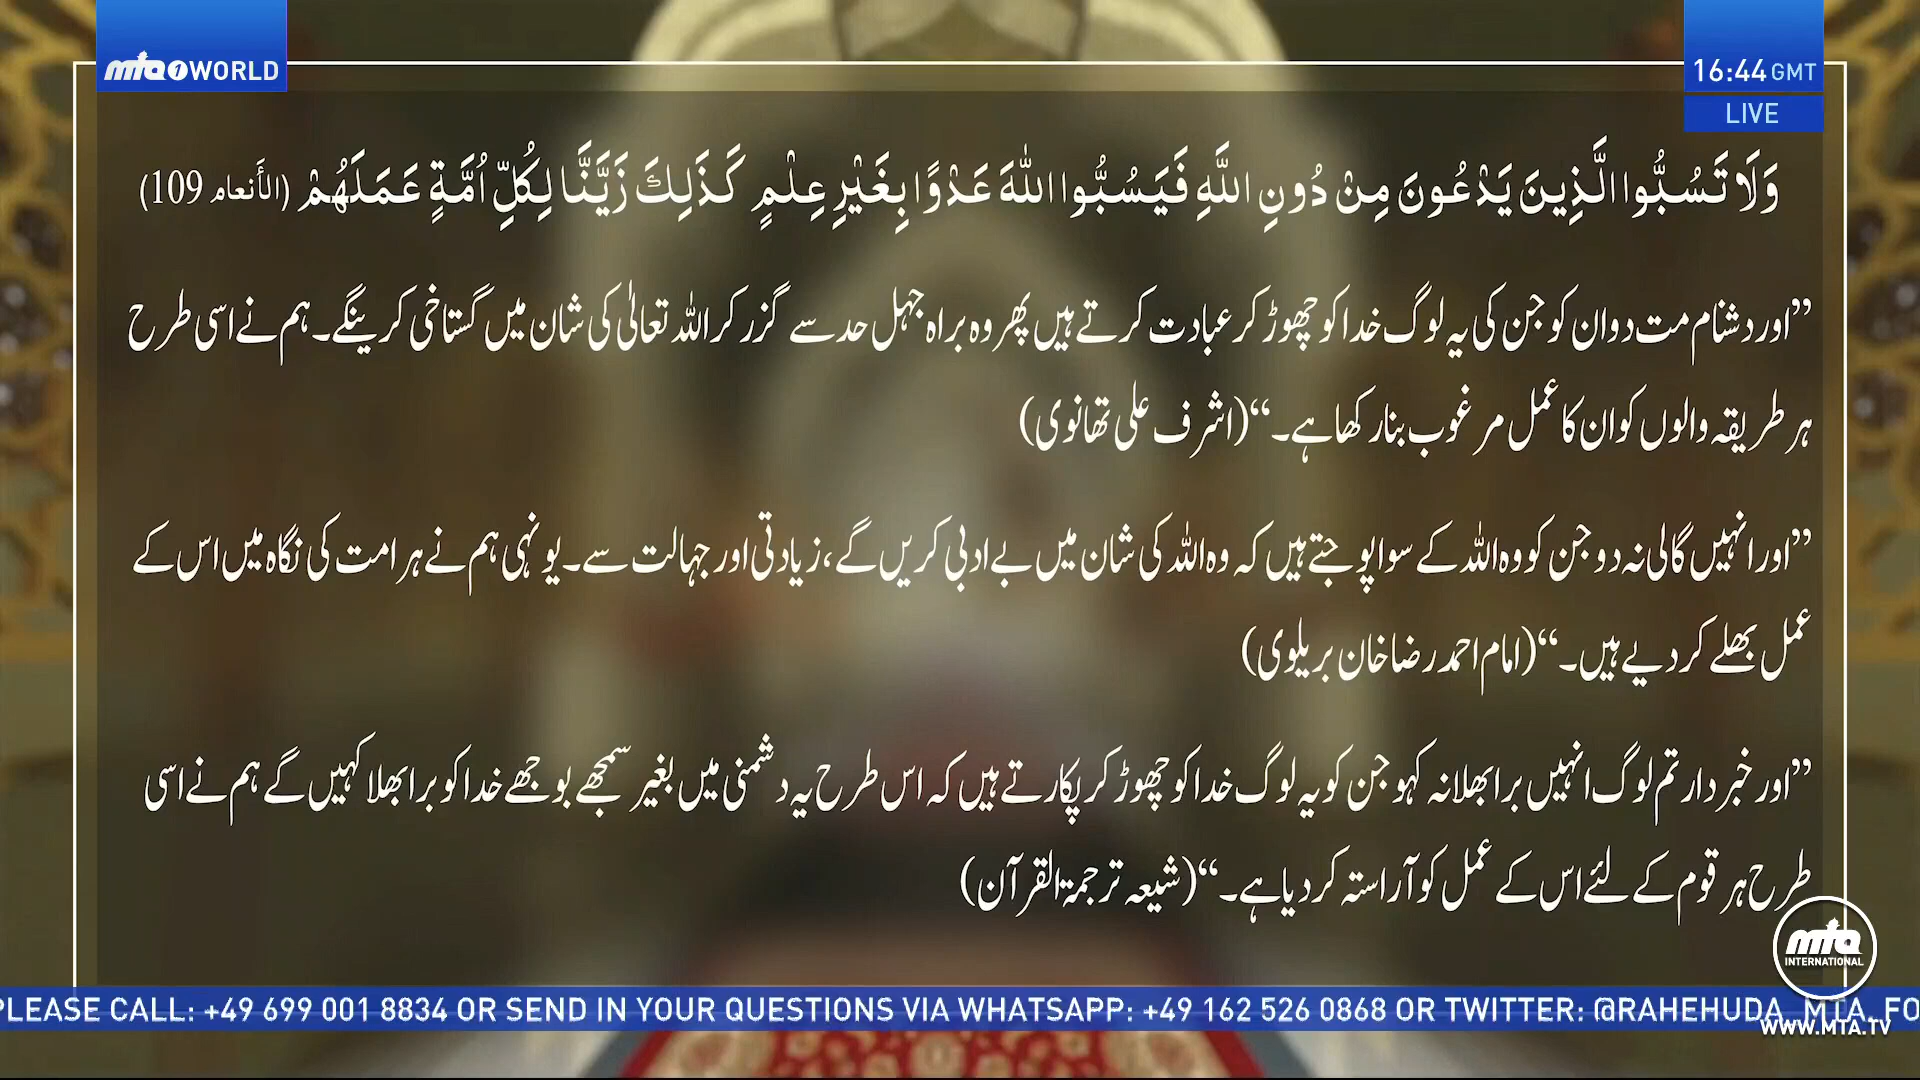 mta1WORLD
16:44 GMT
LIVE
وَلَا تَسُبُّوا الَّذِينَ يَدْعُونَ مِنْ دُونِ اللَّهِ فَيَسُبُّوا اللَّهَ عَدْوًا بِغَيْرِ عِلْمٍ كَذَلِكَ زَيَّنَّا لِكُلِّ اُمَّةٍ عَمَلَهُمْ (الأَنعام 109)
”اور دشنام مت دو ان کو جن کی یہ لوگ خدا کو چھوڑ کر عبادت کرتے ہیں پھر وہ براہ جہل حد سے گزر کر اللہ تعالیٰ کی شان میں گستاخی کرینگے۔ ہم نے اسی طرح
ہر طریقہ والوں کو ان کا عمل مرغوب بنا رکھا ہے۔“ (اشرف علی تھانوی)
”اور انہیں گالی نہ دو جن کو وہ اللہ کے سوا پوجتے ہیں کہ وہ اللہ کی شان میں بے ادبی کریں گے، زیادتی اور جہالت سے۔ یونہی ہم نے ہر امت کی نگاہ میں اس کے
عمل بھلے کر دیے ہیں۔“ (امام احمد رضا خان بریلوی)
”اور خبردار تم لوگ انہیں برا بھلا نہ کہو جن کو یہ لوگ خدا کو چھوڑ کر پکارتے ہیں کہ اس طرح یہ دشمنی میں بغیر سمجھے بوجھے خدا کو برا بھلا کہیں گے ہم نے اسی
طرح ہر قوم کے لئے اس کے عمل کو آراستہ کر دیا ہے۔“ (شیعہ ترجمۃ القرآن)
mta
INTERNATIONAL
PLEASE CALL: +49 699 001 8834 OR SEND IN YOUR QUESTIONS VIA WHATSAPP: +49 162 526 0868 OR TWITTER: @RAHEHUDA_MTA. FO
WWW.MTA.TV